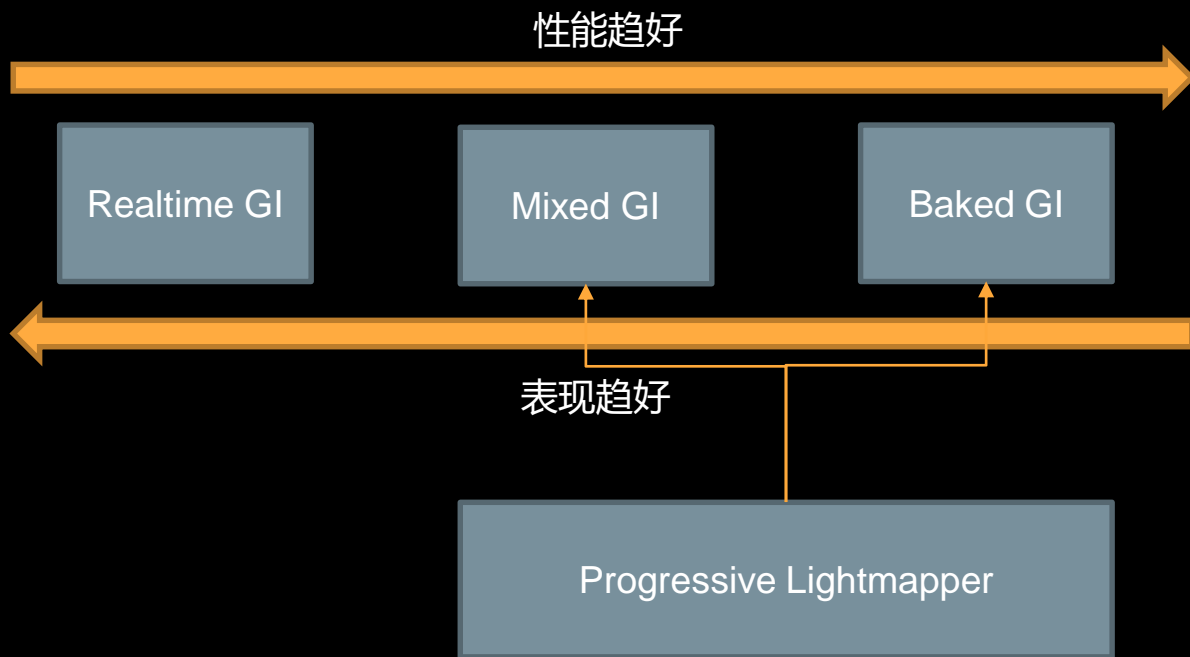 性能趋好
Realtime GI
Mixed GI
Baked GI
表现趋好
Progressive Lightmapper